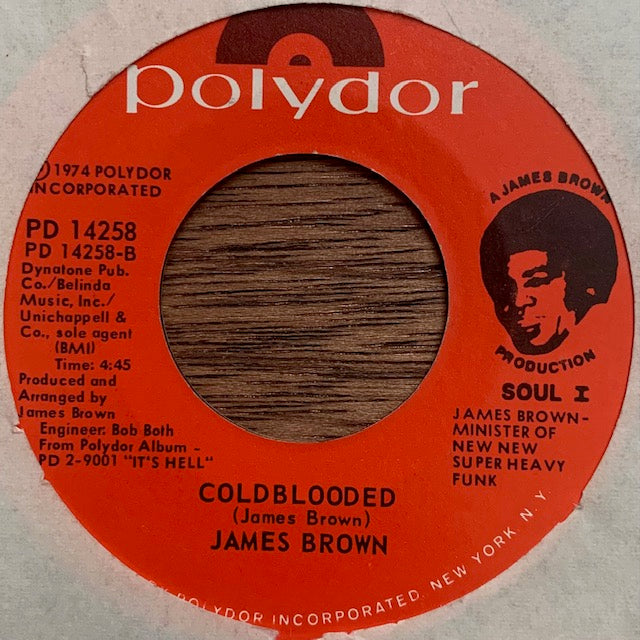 polydor
1974 POLYDOR
INCORPORATED
PD 14258
PD 14258-B
Dynatone Pub.
Co./Belinda
Music, Inc./
Unichappell &
Co., sole agent
(BMI)
Time: 4:45
Produced and
Arranged by
James Brown
Engineer: Bob Both
From Polydor Album -
PD 2-9001 "IT'S HELL"
A JAMES BROWN
PRODUCTION
SOUL I
JAMES BROWN-
MINISTER OF
NEW NEW
SUPER HEAVY
FUNK
COLDBLOODED
(James Brown)
JAMES BROWN
BY POLYDOR INCORPORATED, NEW YORK, N.Y.